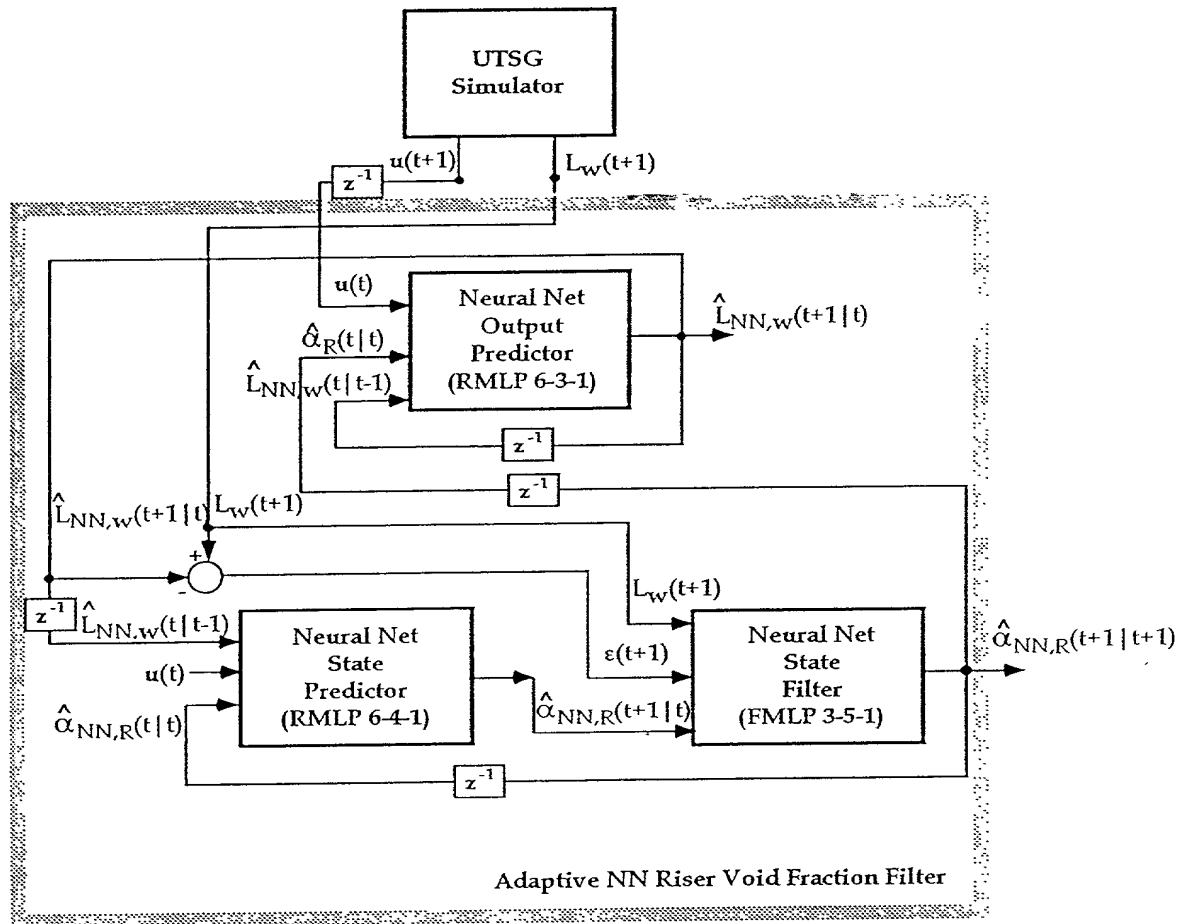 UTSG
Simulator
u(t+1)
L_w(t+1)
z⁻¹
u(t)
Neural Net
Output
Predictor
(RMLP 6-3-1)
L̂_NN,w(t+1|t)
α̂_R(t|t)
L̂_NN,w(t|t-1)
z⁻¹
z⁻¹
L̂_NN,w(t+1|t)
L_w(t+1)
+
-
z⁻¹
L̂_NN,w(t|t-1)
u(t)
α̂_NN,R(t|t)
Neural Net
State
Predictor
(RMLP 6-4-1)
L_w(t+1)
ε(t+1)
α̂_NN,R(t+1|t)
Neural Net
State
Filter
(FMLP 3-5-1)
α̂_NN,R(t+1|t+1)
z⁻¹
Adaptive NN Riser Void Fraction Filter